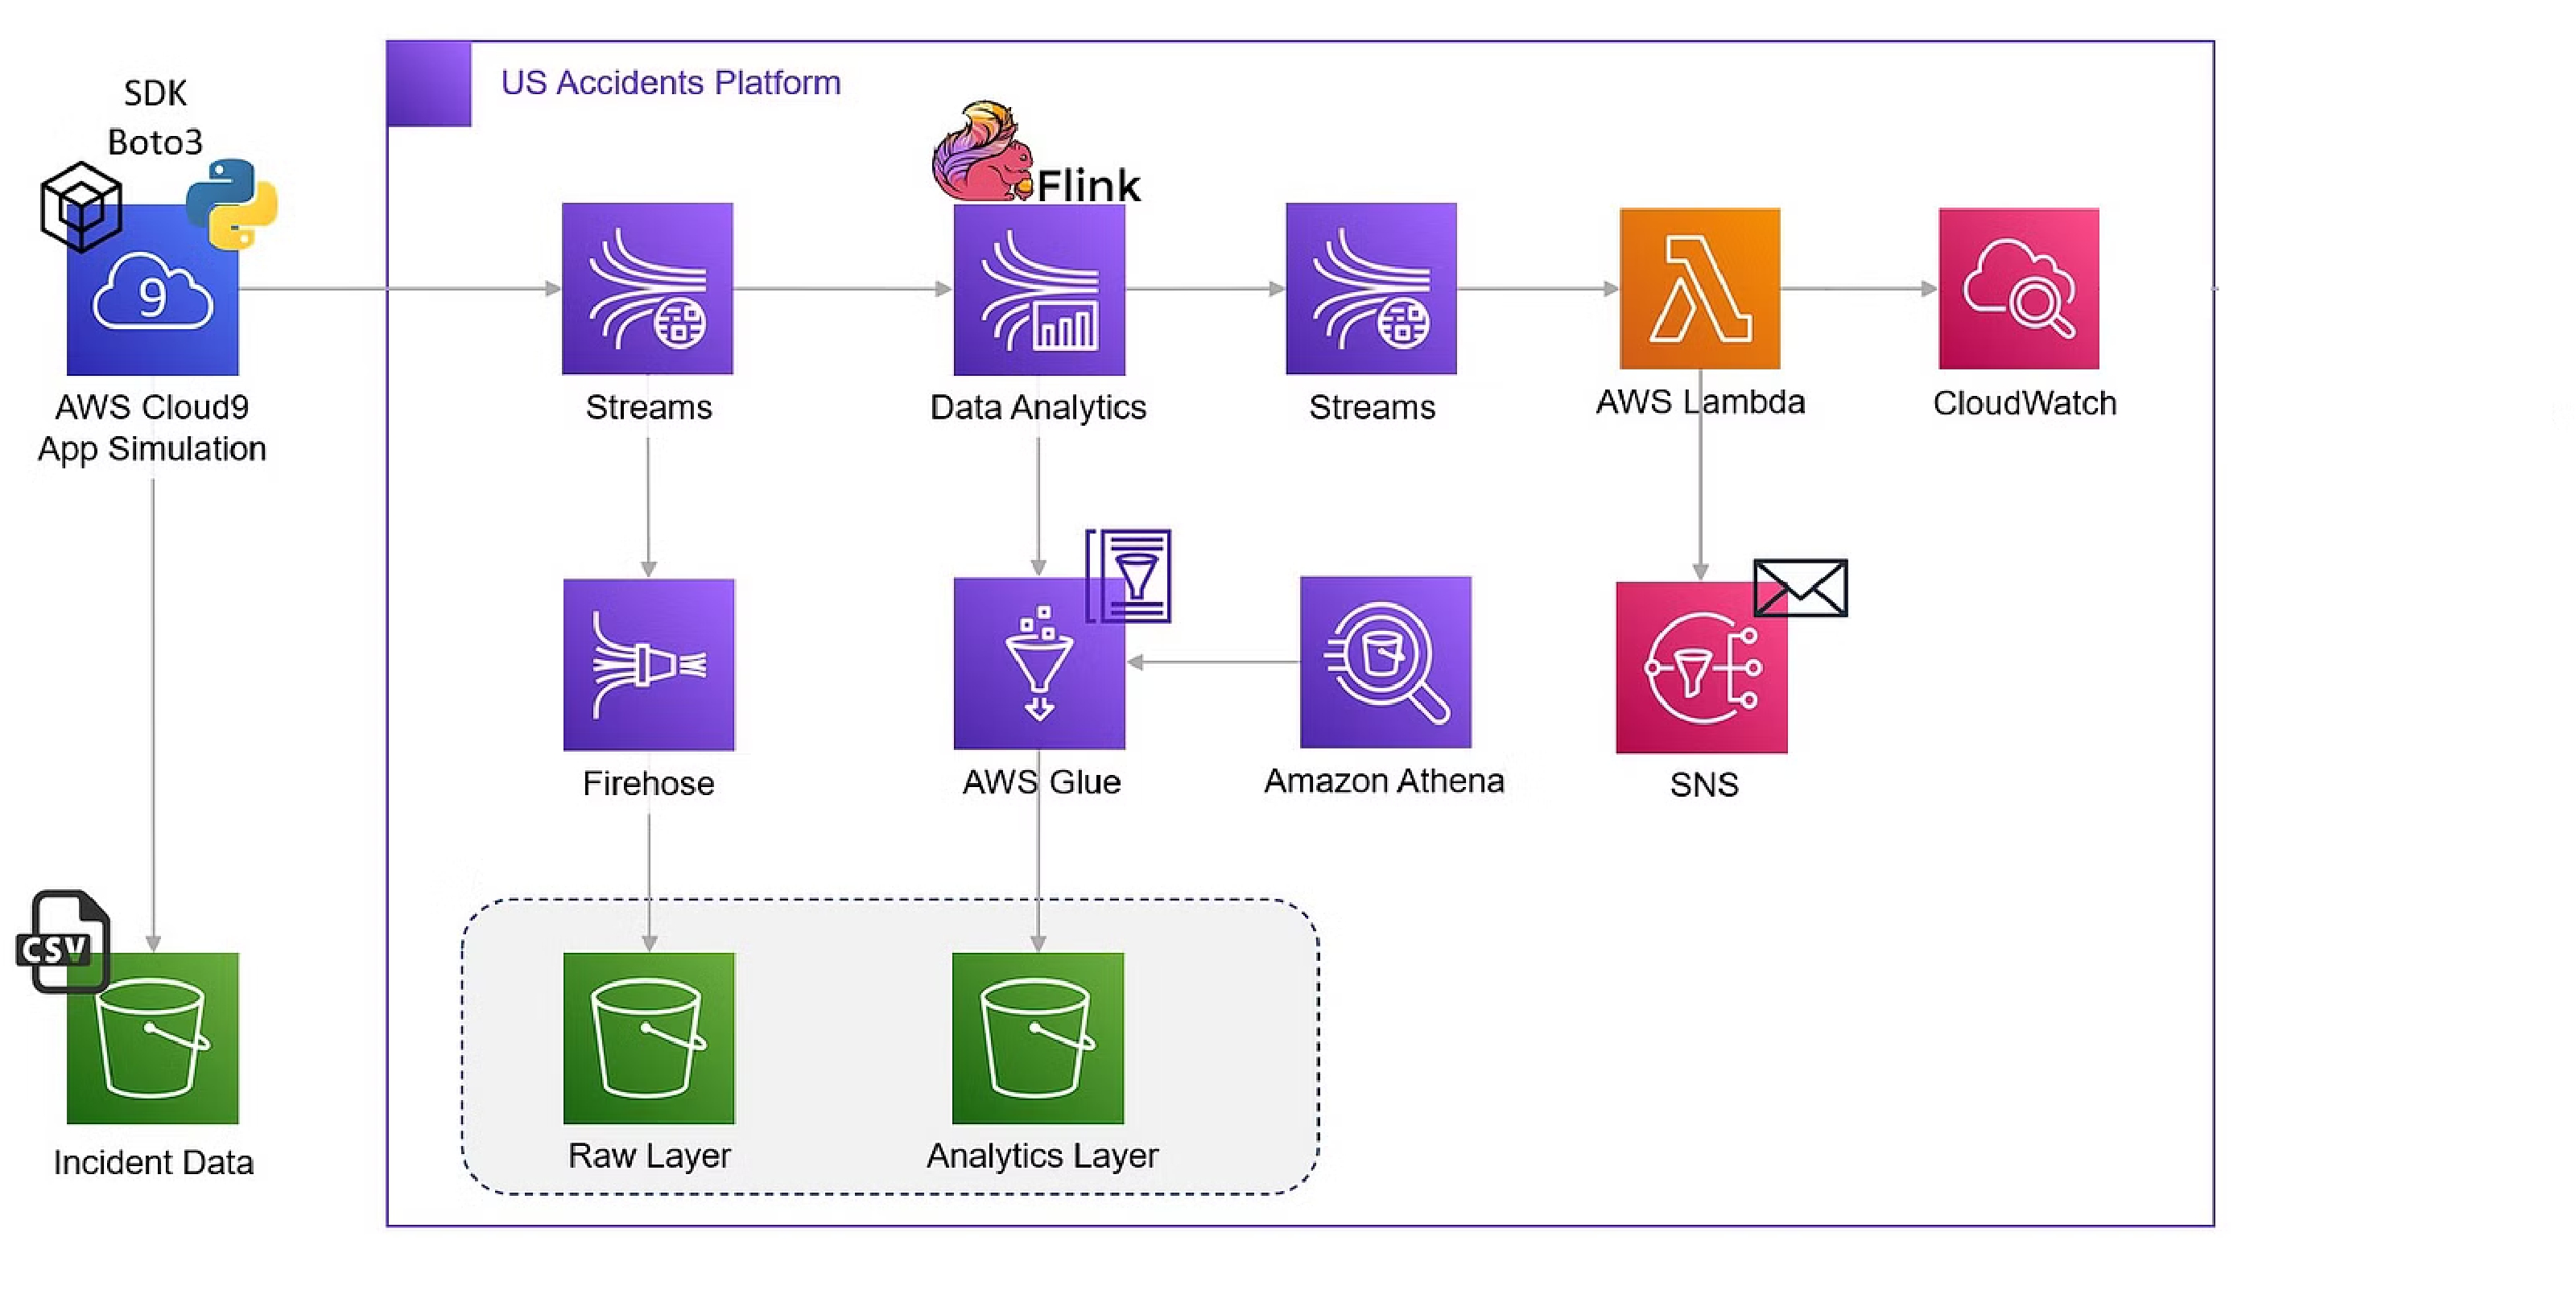 SDK
Boto3
US Accidents Platform
Flink
9
AWS Cloud9
App Simulation
Streams
Data Analytics
Streams
AWS Lambda
CloudWatch
Firehose
AWS Glue
Amazon Athena
SNS
CSV
Incident Data
Raw Layer
Analytics Layer